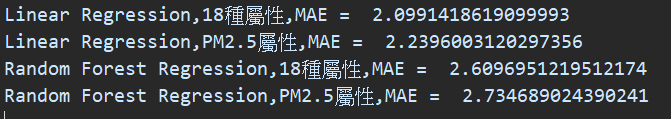 Linear Regression,18種屬性,MAE =  2.0991418619099993
Linear Regression,PM2.5屬性,MAE =  2.2396003120297356
Random Forest Regression,18種屬性,MAE =  2.6096951219512174
Random Forest Regression,PM2.5屬性,MAE =  2.734689024390241